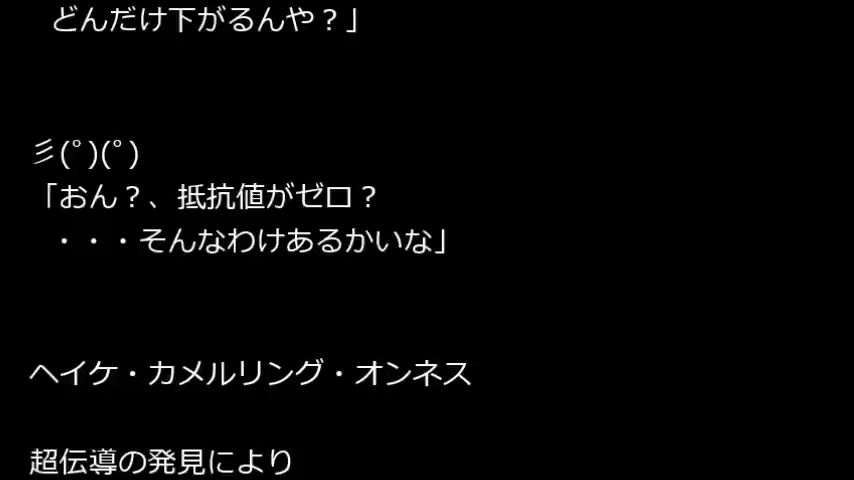 どんだけ下がるんや？」
彡(ﾟ)(ﾟ)
「おん？、抵抗値がゼロ？
・・・そんなわけあるかいな」
ヘイケ・カメルリング・オンネス
超伝導の発見により